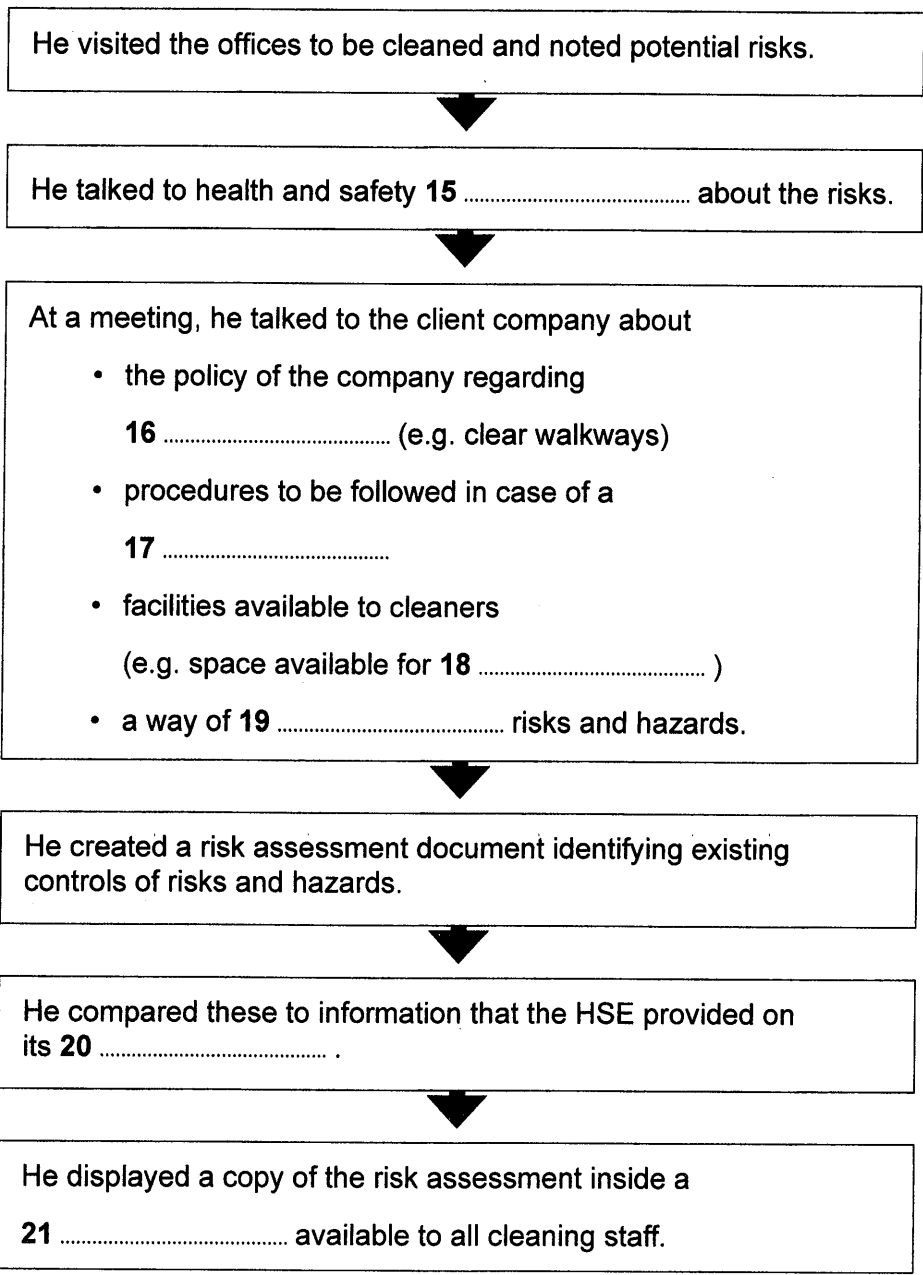 He visited the offices to be cleaned and noted potential risks.
He talked to health and safety 15 ........................................ about the risks.
At a meeting, he talked to the client company about
• the policy of the company regarding
16 ........................................ (e.g. clear walkways)
• procedures to be followed in case of a
17 ........................................
• facilities available to cleaners
(e.g. space available for 18 ........................................ )
• a way of 19 ........................................ risks and hazards.
He created a risk assessment document identifying existing
controls of risks and hazards.
He compared these to information that the HSE provided on
its 20 ........................................ .
He displayed a copy of the risk assessment inside a
21 ........................................ available to all cleaning staff.